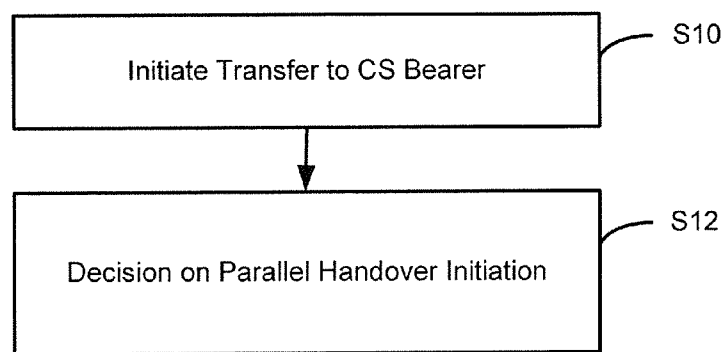 Initiate Transfer to CS Bearer
S10
Decision on Parallel Handover Initiation
S12